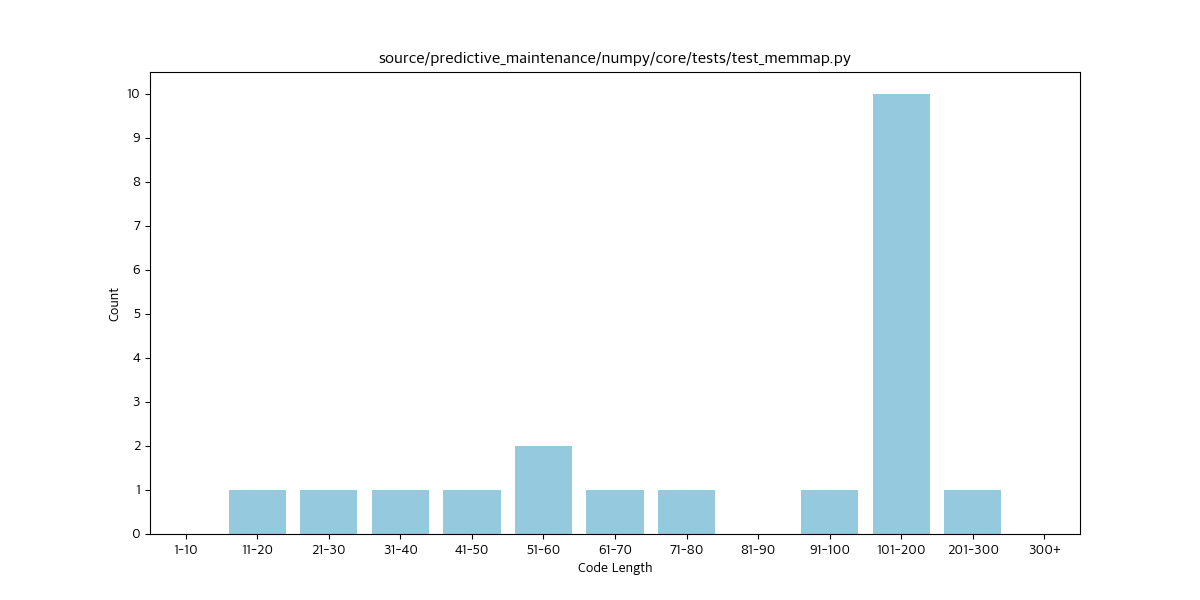 source/predictive_maintenance/numpy/core/tests/test_memmap.py
10
9
8
7
6
5
4
3
2
1
0
Count
1-10 11-20 21-30 31-40 41-50 51-60 61-70 71-80 81-90 91-100 101-200 201-300 300+
Code Length